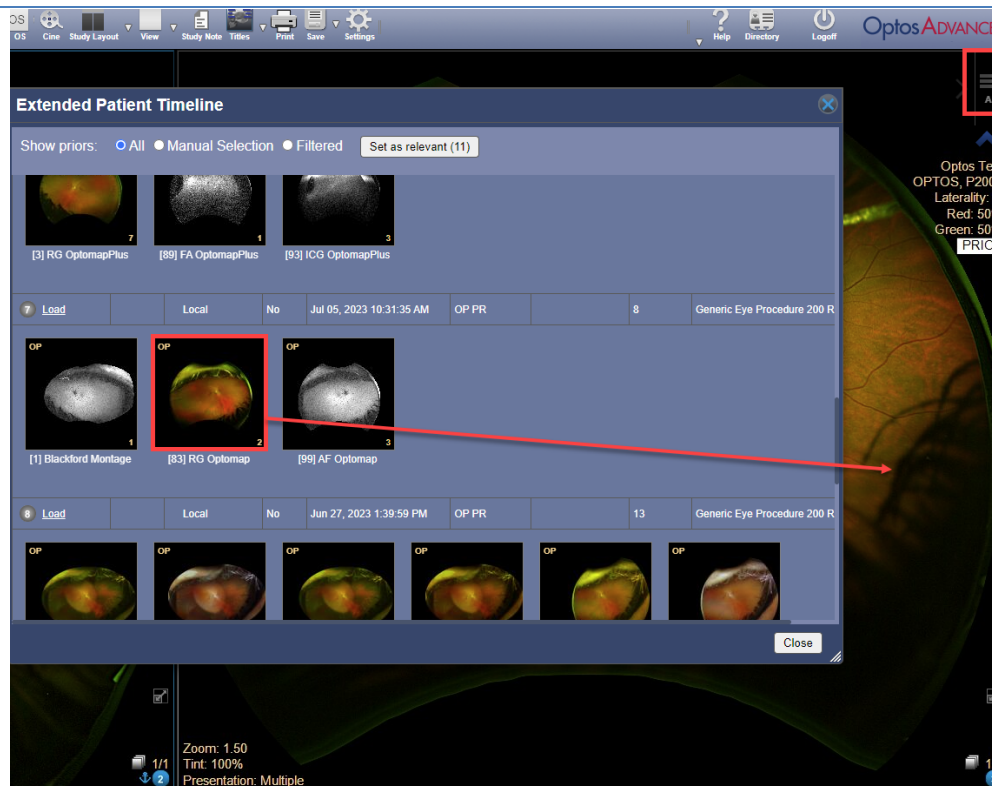 OS
OS Cine Study Layout View Study Note Titles Print Save Settings Help Directory Logoff
OptosADVANCE
Extended Patient Timeline
Show priors: All Manual Selection Filtered Set as relevant (11)
7 1 3
[3] RG OptomapPlus [89] FA OptomapPlus [93] ICG OptomapPlus
7 Load Local No Jul 05, 2023 10:31:35 AM OP PR 8 Generic Eye Procedure 200 R
OP OP OP
1 2 3
[1] Blackford Montage [83] RG Optomap [99] AF Optomap
8 Load Local No Jun 27, 2023 1:39:59 PM OP PR 13 Generic Eye Procedure 200 R
OP OP OP OP OP OP
Close
A
Optos Te
OPTOS, P200
Laterality:
Red: 50
Green: 50
PRIO
1/1
2
Zoom: 1.50
Tint: 100%
Presentation: Multiple
1